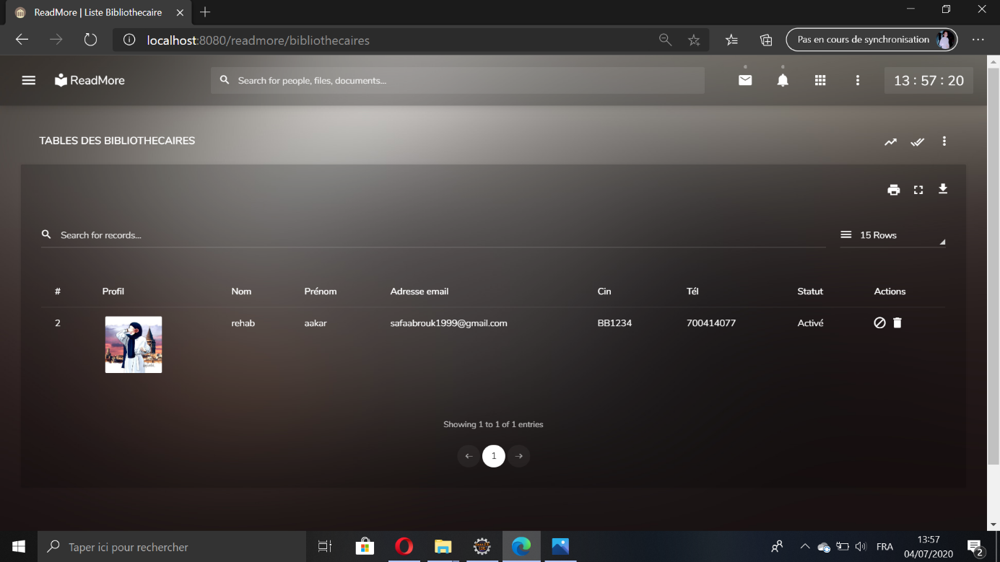 ReadMore | Liste Bibliothecaire
localhost:8080/readmore/bibliothecaires
Pas en cours de synchronisation
ReadMore
Search for people, files, documents...
13 : 57 : 20
TABLES DES BIBLIOTHECAIRES
Search for records...
15 Rows
# Profil Nom Prénom Adresse email Cin Tél Statut Actions
2 rehab aakar safaabrouk1999@gmail.com BB1234 700414077 Activé
Showing 1 to 1 of 1 entries
1
Taper ici pour rechercher
FRA
13:57
04/07/2020
2